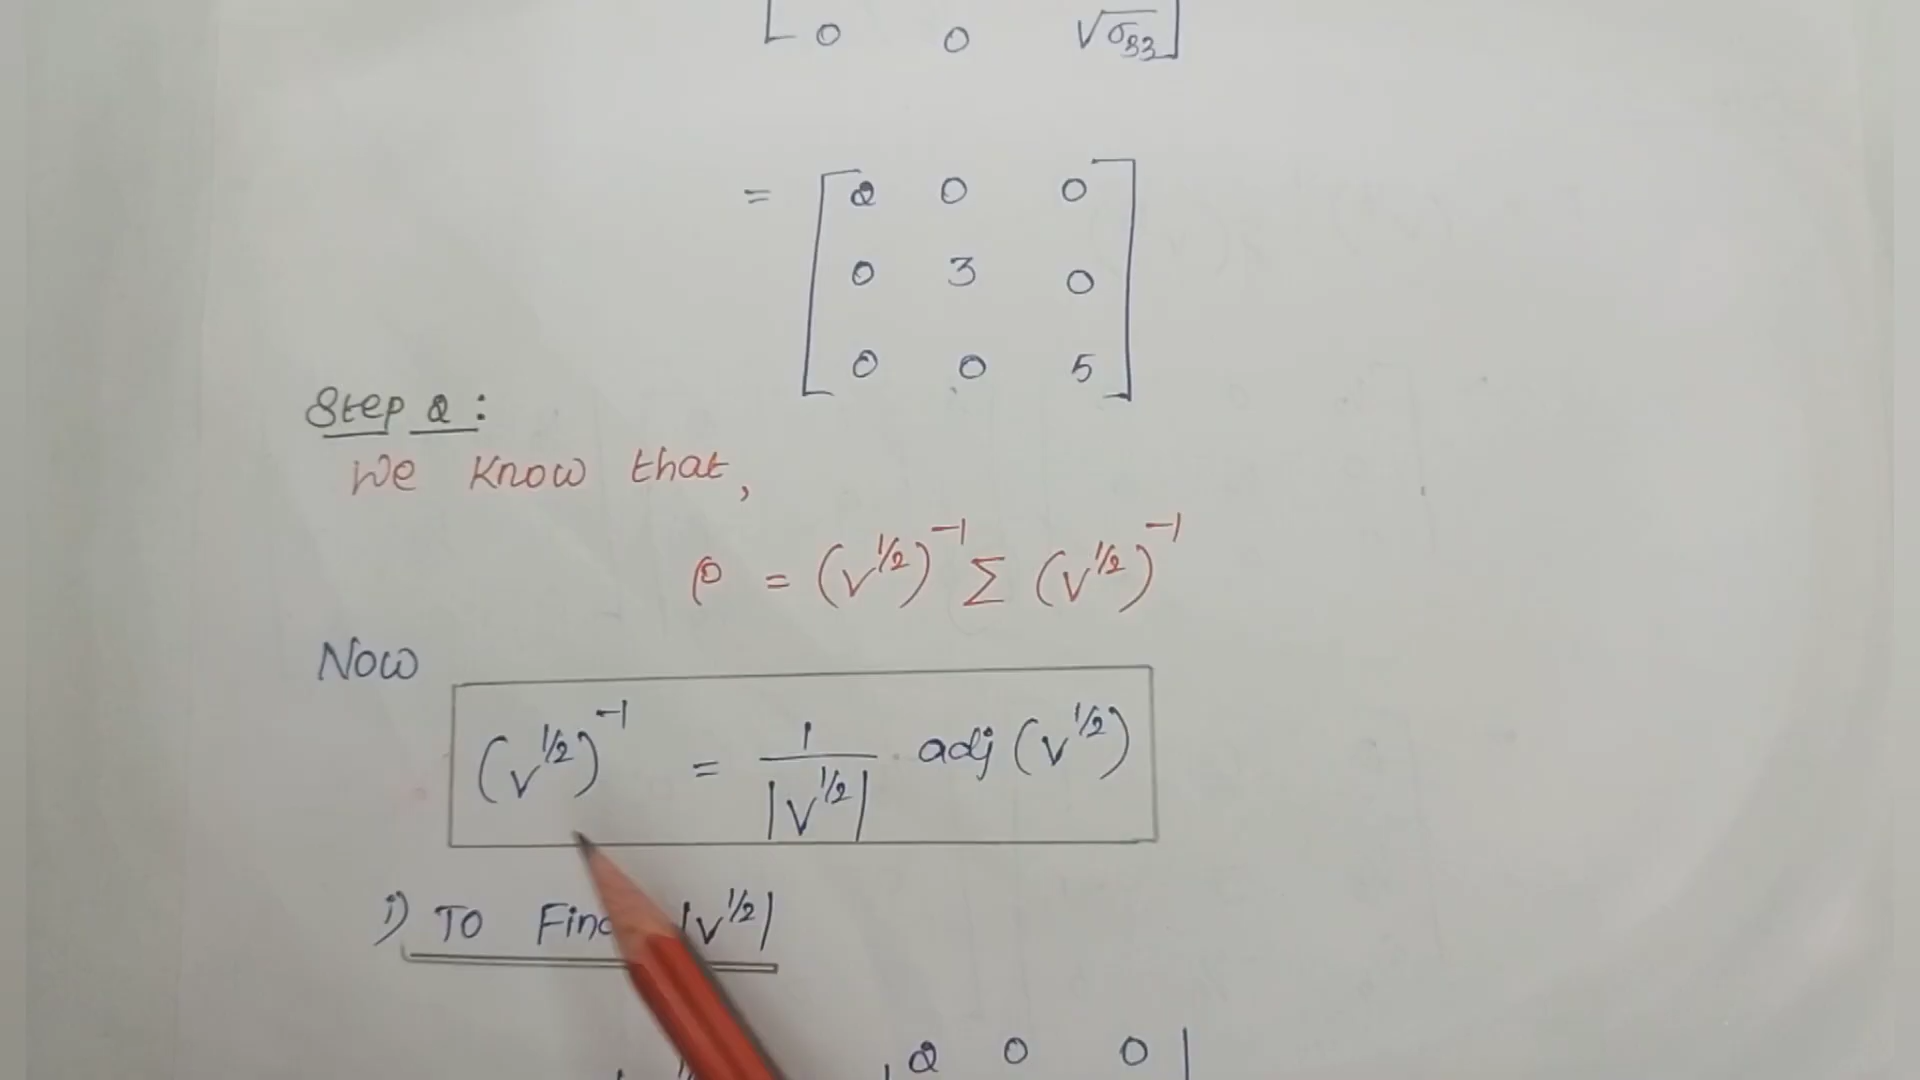 0 0 √σ33
= [2 0 0
0 3 0
0 0 5]
Step 2:
We know that,
ρ = (V^1/2)^-1 Σ (V^1/2)^-1
Now
(V^1/2)^-1 = 1/|V^1/2| . adj (V^1/2)
i) To Find |V^1/2|
2 0 0 |